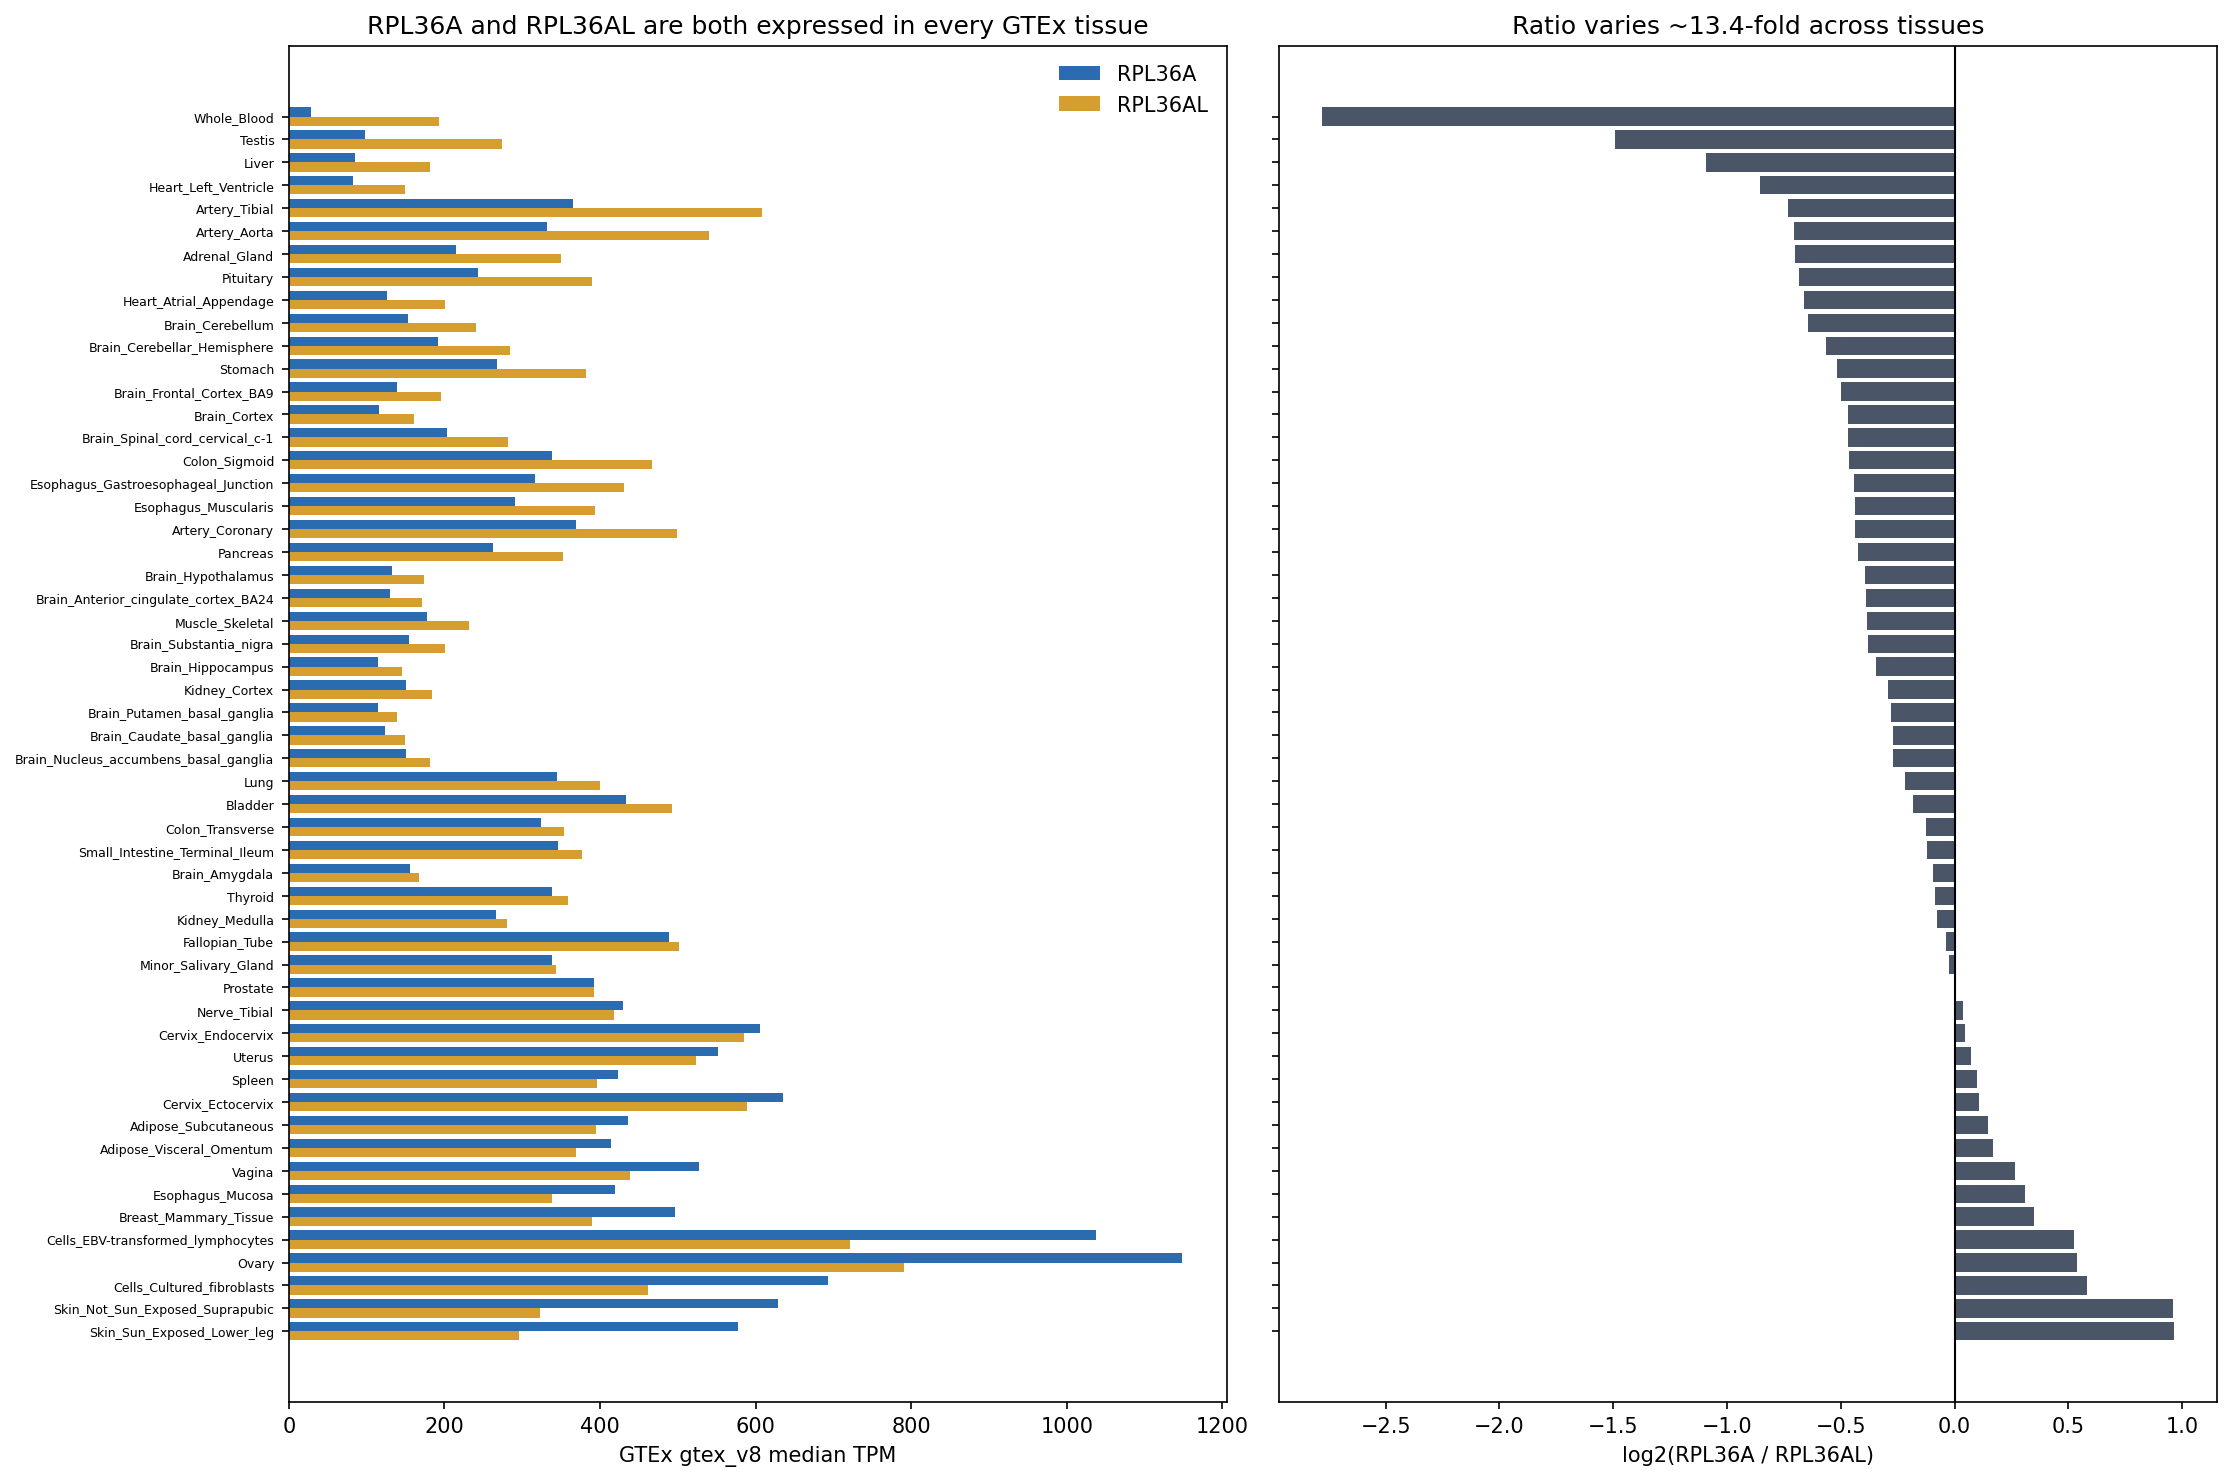 RPL36A and RPL36AL are both expressed in every GTEx tissue
RPL36A
RPL36AL
Whole_Blood
Testis
Liver
Heart_Left_Ventricle
Artery_Tibial
Artery_Aorta
Adrenal_Gland
Pituitary
Heart_Atrial_Appendage
Brain_Cerebellum
Brain_Cerebellar_Hemisphere
Stomach
Brain_Frontal_Cortex_BA9
Brain_Cortex
Brain_Spinal_cord_cervical_c-1
Colon_Sigmoid
Esophagus_Gastroesophageal_Junction
Esophagus_Muscularis
Artery_Coronary
Pancreas
Brain_Hypothalamus
Brain_Anterior_cingulate_cortex_BA24
Muscle_Skeletal
Brain_Substantia_nigra
Brain_Hippocampus
Kidney_Cortex
Brain_Putamen_basal_ganglia
Brain_Caudate_basal_ganglia
Brain_Nucleus_accumbens_basal_ganglia
Lung
Bladder
Colon_Transverse
Small_Intestine_Terminal_Ileum
Brain_Amygdala
Thyroid
Kidney_Medulla
Fallopian_Tube
Minor_Salivary_Gland
Prostate
Nerve_Tibial
Cervix_Endocervix
Uterus
Spleen
Cervix_Ectocervix
Adipose_Subcutaneous
Adipose_Visceral_Omentum
Vagina
Esophagus_Mucosa
Breast_Mammary_Tissue
Cells_EBV-transformed_lymphocytes
Ovary
Cells_Cultured_fibroblasts
Skin_Not_Sun_Exposed_Suprapubic
Skin_Sun_Exposed_Lower_leg
0 200 400 600 800 1000 1200
GTEx gtex_v8 median TPM
Ratio varies ~13.4-fold across tissues
−2.5 −2.0 −1.5 −1.0 −0.5 0.0 0.5 1.0
log2(RPL36A / RPL36AL)